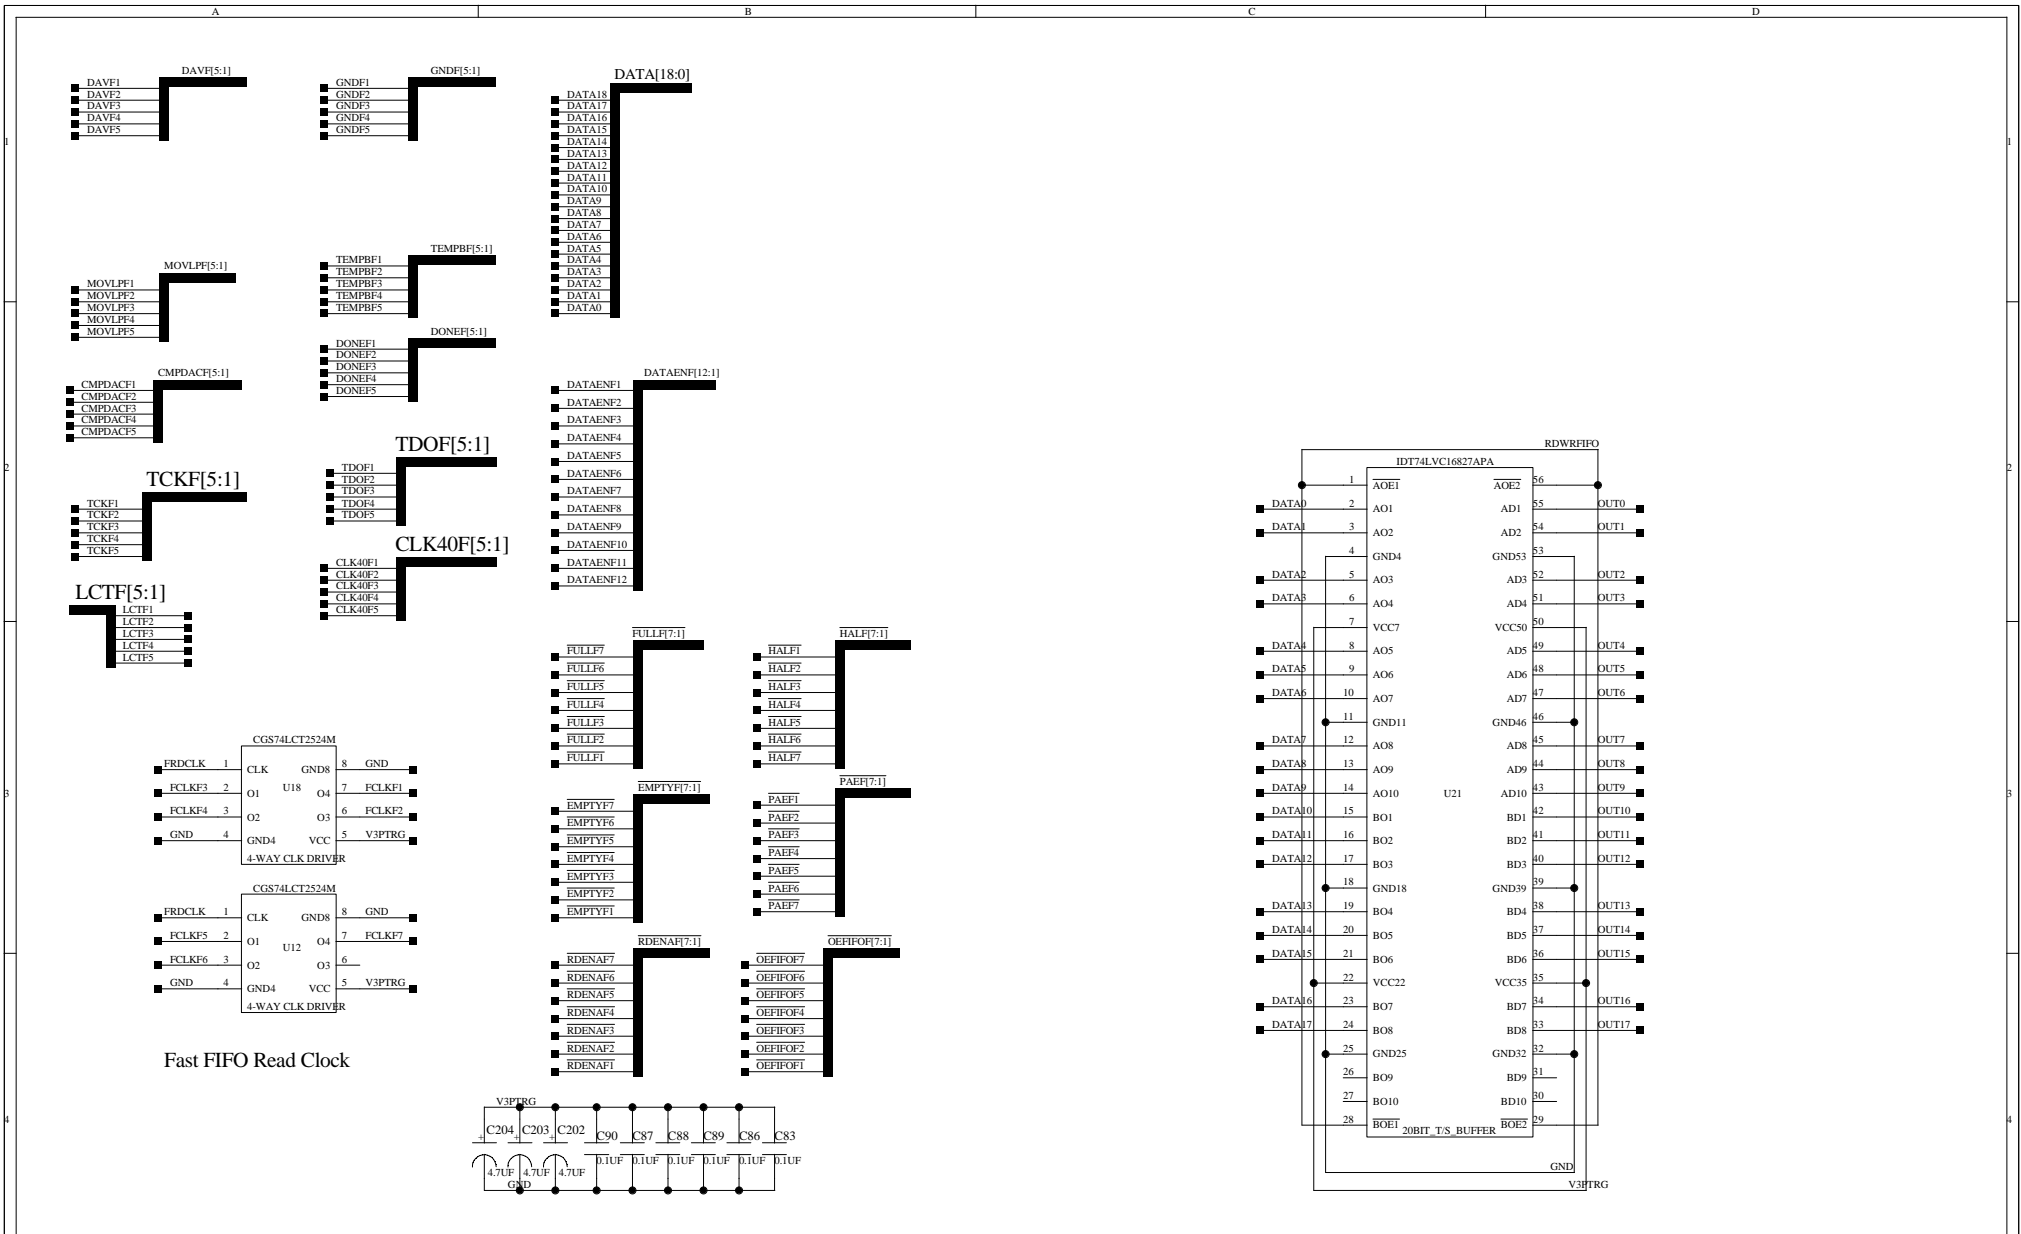 A
B
C
D
1
1
2
2
3
3
4
4
DAVF[5:1]
DAVF1
DAVF2
DAVF3
DAVF4
DAVF5
GNDF[5:1]
GNDF1
GNDF2
GNDF3
GNDF4
GNDF5
DATA[18:0]
DATA18
DATA17
DATA16
DATA15
DATA14
DATA13
DATA12
DATA11
DATA10
DATA9
DATA8
DATA7
DATA6
DATA5
DATA4
DATA3
DATA2
DATA1
DATA0
MOVLPF[5:1]
MOVLPF1
MOVLPF2
MOVLPF3
MOVLPF4
MOVLPF5
TEMPBF[5:1]
TEMPBF1
TEMPBF2
TEMPBF3
TEMPBF4
TEMPBF5
DONEF[5:1]
DONEF1
DONEF2
DONEF3
DONEF4
DONEF5
CMPDACF[5:1]
CMPDACF1
CMPDACF2
CMPDACF3
CMPDACF4
CMPDACF5
DATAENF[12:1]
DATAENF1
DATAENF2
DATAENF3
DATAENF4
DATAENF5
DATAENF6
DATAENF7
DATAENF8
DATAENF9
DATAENF10
DATAENF11
DATAENF12
TDOF[5:1]
TDOF1
TDOF2
TDOF3
TDOF4
TDOF5
TCKF[5:1]
TCKF1
TCKF2
TCKF3
TCKF4
TCKF5
CLK40F[5:1]
CLK40F1
CLK40F2
CLK40F3
CLK40F4
CLK40F5
LCTF[5:1]
LCTF1
LCTF2
LCTF3
LCTF4
LCTF5
FULLF[7:1]
FULLF7
FULLF6
FULLF5
FULLF4
FULLF3
FULLF2
FULLF1
HALF[7:1]
HALF1
HALF2
HALF3
HALF4
HALF5
HALF6
HALF7
EMPTYF[7:1]
EMPTYF7
EMPTYF6
EMPTYF5
EMPTYF4
EMPTYF3
EMPTYF2
EMPTYF1
PAEF[7:1]
PAEF1
PAEF2
PAEF3
PAEF4
PAEF5
PAEF6
PAEF7
RDENAF[7:1]
RDENAF7
RDENAF6
RDENAF5
RDENAF4
RDENAF3
RDENAF2
RDENAF1
OEFIFOF[7:1]
OEFIFOF7
OEFIFOF6
OEFIFOF5
OEFIFOF4
OEFIFOF3
OEFIFOF2
OEFIFOF1
CGS74LCT2524M
FRDCLK 1 CLK GND8 8 GND
FCLKF3 2 O1 U18 O4 7 FCLKF1
FCLKF4 3 O2 O3 6 FCLKF2
GND 4 GND4 VCC 5 V3PTRG
4-WAY CLK DRIVER
CGS74LCT2524M
FRDCLK 1 CLK GND8 8 GND
FCLKF5 2 O1 U12 O4 7 FCLKF7
FCLKF6 3 O2 O3 6
GND 4 GND4 VCC 5 V3PTRG
4-WAY CLK DRIVER
Fast FIFO Read Clock
V3PTRG
+ C204 + C203 + C202 C90 C87 C88 C89 C86 C83
4.7UF 4.7UF 4.7UF 0.1UF 0.1UF 0.1UF 0.1UF 0.1UF 0.1UF
GND
RDWRFIFO
IDT74LVC16827APA
1 AOE1 AOE2 56
DATA0 2 AO1 AD1 55 OUT0
DATA1 3 AO2 AD2 54 OUT1
4 GND4 GND53 53
DATA2 5 AO3 AD3 52 OUT2
DATA3 6 AO4 AD4 51 OUT3
7 VCC7 VCC50 50
DATA4 8 AO5 AD5 49 OUT4
DATA5 9 AO6 AD6 48 OUT5
DATA6 10 AO7 AD7 47 OUT6
11 GND11 GND46 46
DATA7 12 AO8 AD8 45 OUT7
DATA8 13 AO9 AD9 44 OUT8
DATA9 14 AO10 U21 AD10 43 OUT9
DATA10 15 BO1 BD1 42 OUT10
DATA11 16 BO2 BD2 41 OUT11
DATA12 17 BO3 BD3 40 OUT12
18 GND18 GND39 39
DATA13 19 BO4 BD4 38 OUT13
DATA14 20 BO5 BD5 37 OUT14
DATA15 21 BO6 BD6 36 OUT15
22 VCC22 VCC35 35
DATA16 23 BO7 BD7 34 OUT16
DATA17 24 BO8 BD8 33 OUT17
25 GND25 GND32 32
26 BO9 BD9 31
27 BO10 BD10 30
28 BOE1 BOE2 29
20BIT_T/S_BUFFER
GND
V3PTRG